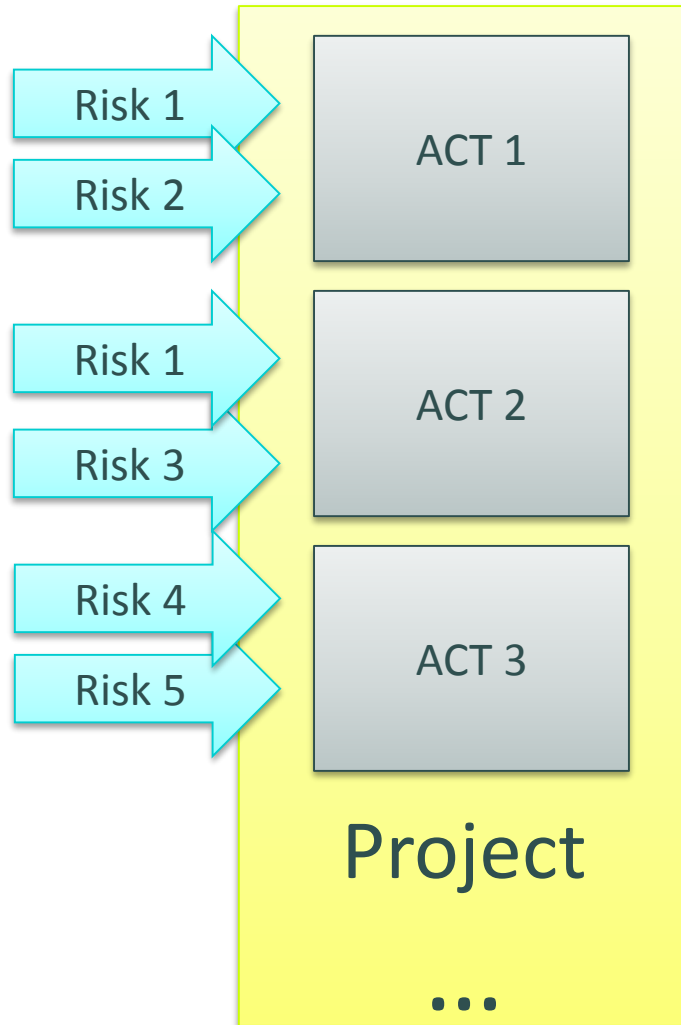 Risk 1
Risk 2
ACT 1
Risk 1
Risk 3
ACT 2
Risk 4
Risk 5
ACT 3
Project
...